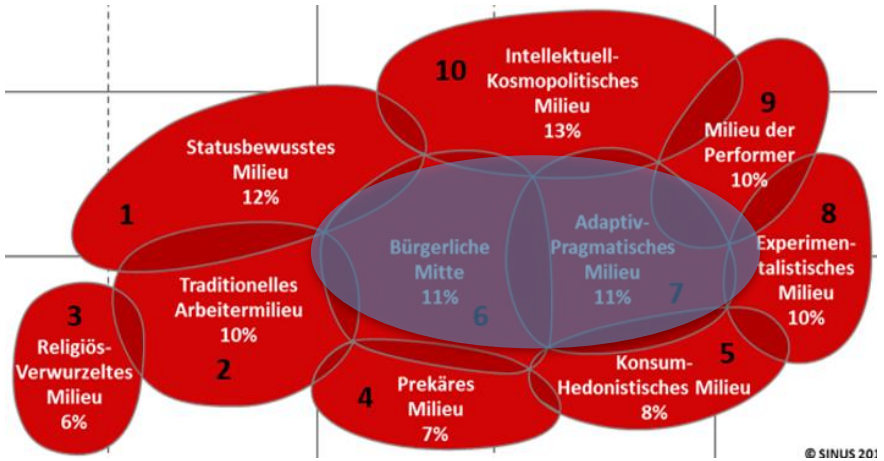 10
Intellektuell-
Kosmopolitisches
Milieu
13%
9
Milieu der
Performer
10%
Statusbewusstes
Milieu
12%
1
8
Experimen-
talistisches
Milieu
10%
Bürgerliche
Mitte
11%
6
Adaptiv-
Pragmatisches
Milieu
11%
7
Traditionelles
Arbeitermilieu
10%
2
3
Religiös-
Verwurzeltes
Milieu
6%
4
Prekäres
Milieu
7%
5
Konsum-
Hedonistisches Milieu
8%
© SINUS 201